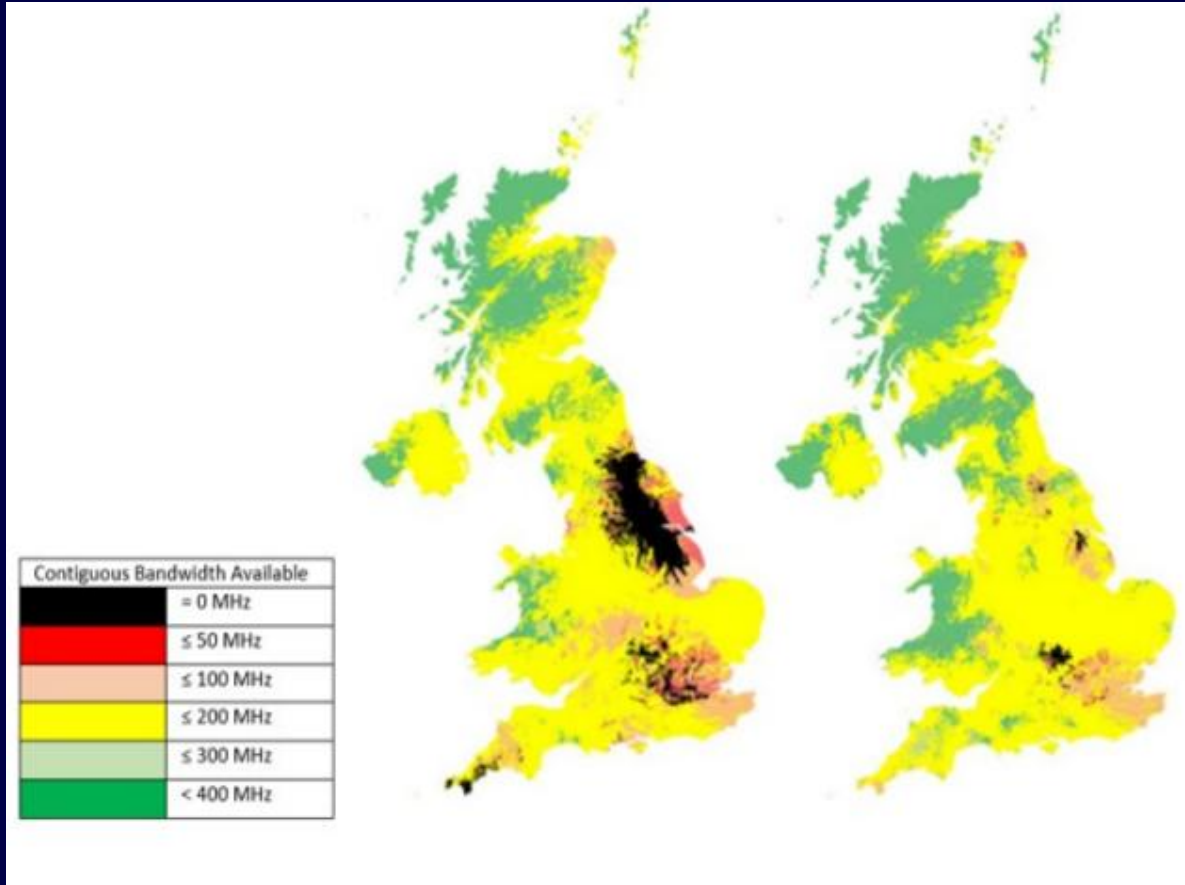 Contiguous Bandwidth Available
= 0 MHz
≤ 50 MHz
≤ 100 MHz
≤ 200 MHz
≤ 300 MHz
< 400 MHz